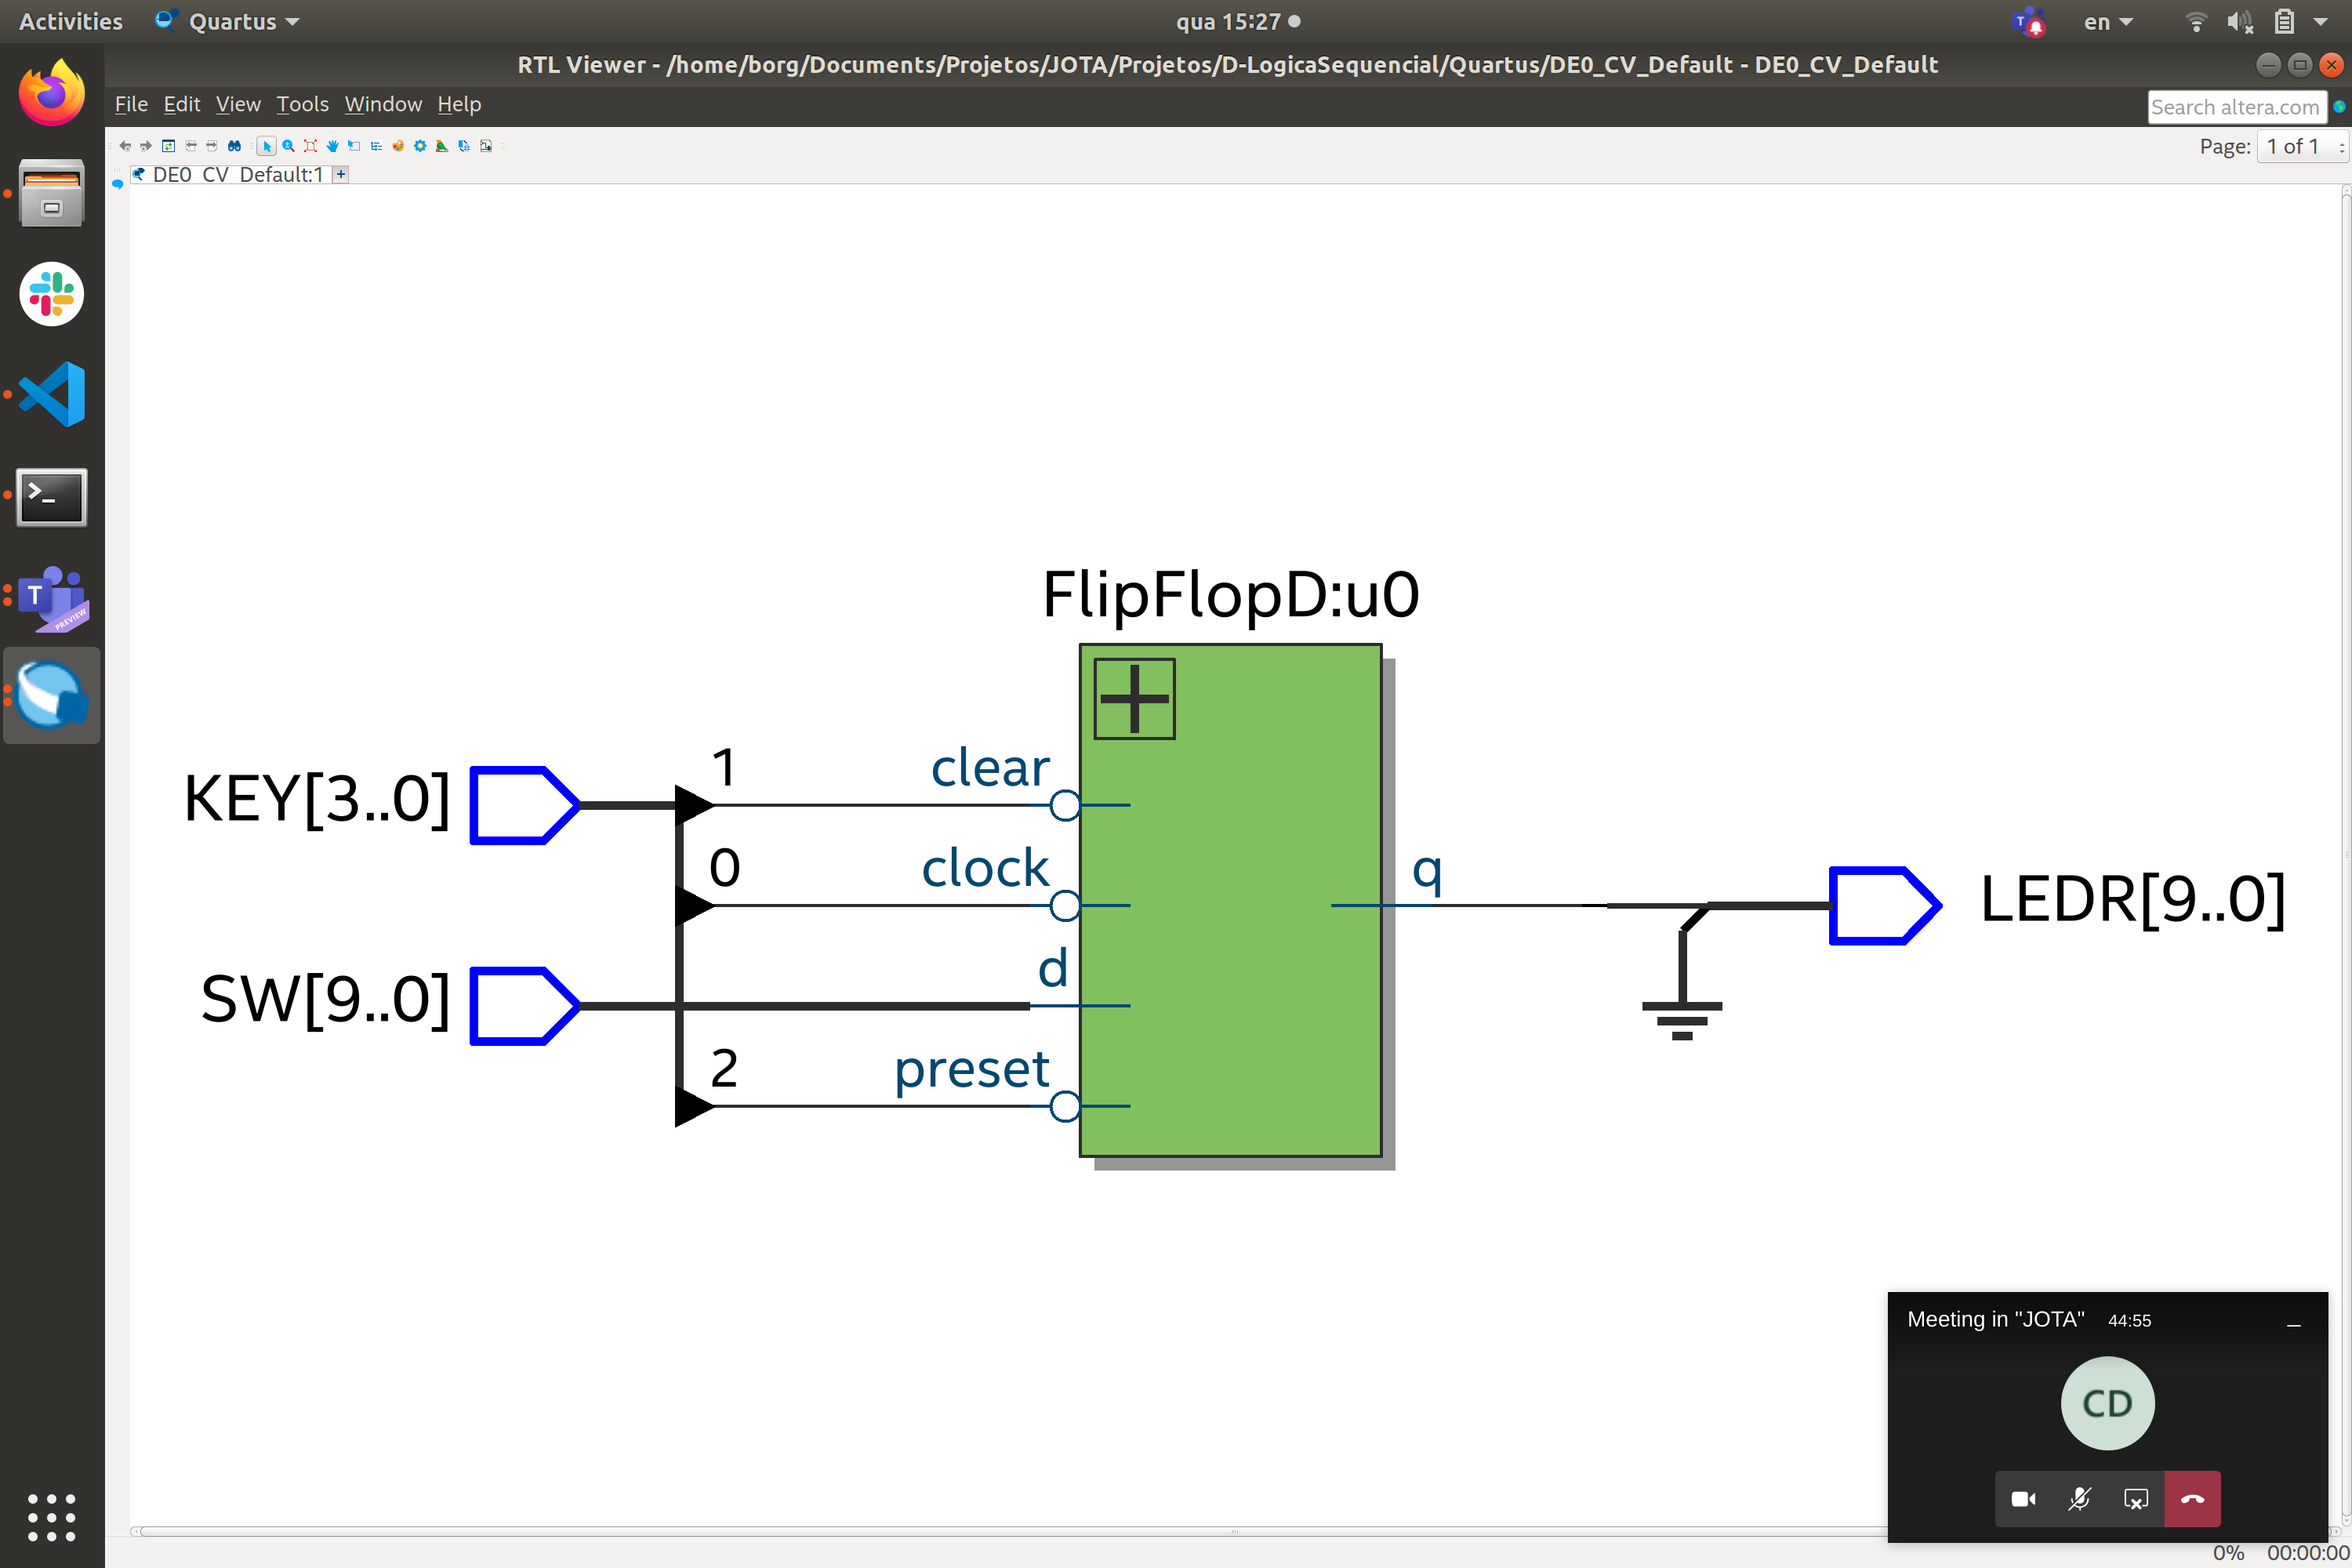 Activities Quartus qua 15:27 en
RTL Viewer - /home/borg/Documents/Projetos/JOTA/Projetos/D-LogicaSequencial/Quartus/DE0_CV_Default - DE0_CV_Default
File Edit View Tools Window Help Search altera.com
Page: 1 of 1
DE0_CV_Default:1
FlipFlopD:u0
KEY[3..0] 1 clear
0 clock q LEDR[9..0]
SW[9..0] d
2 preset
T
PREVIEW
Meeting in "JOTA" 44:55
CD
0% 00:00:00